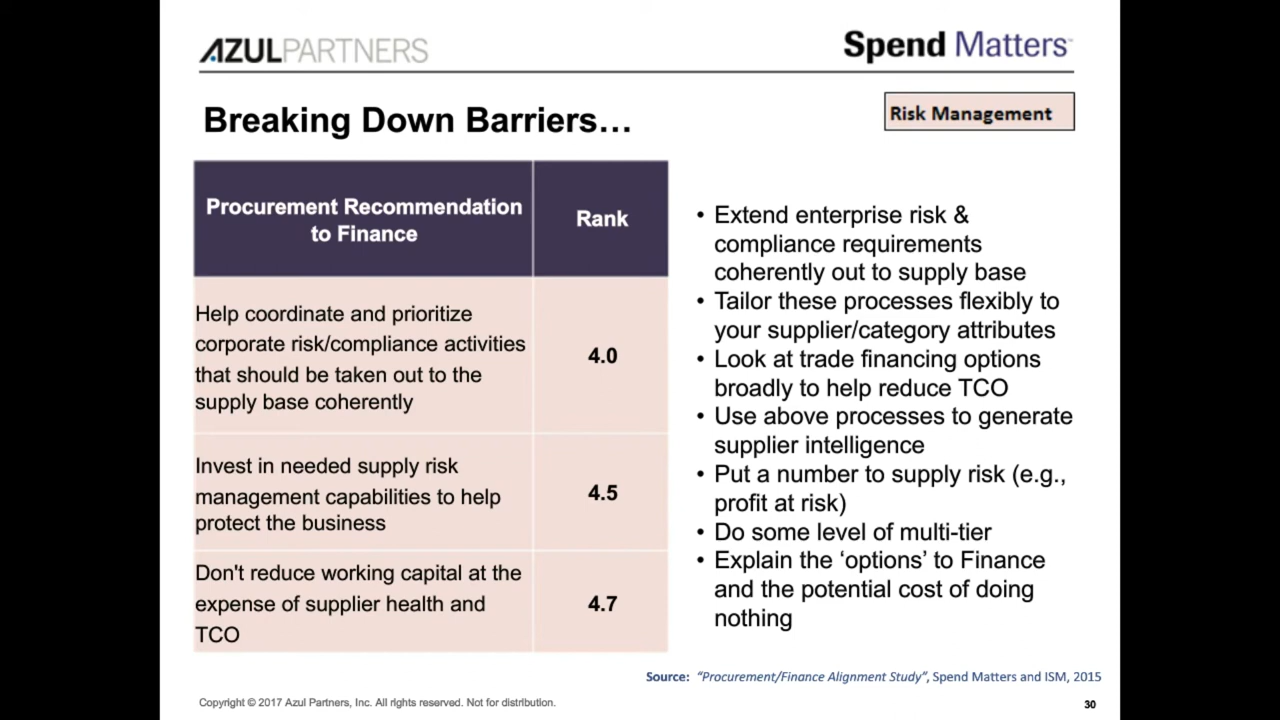 AZULPARTNERS
Spend Matters™
Breaking Down Barriers…
Risk Management
Procurement Recommendation
to Finance
Rank
Help coordinate and prioritize
corporate risk/compliance activities
that should be taken out to the
supply base coherently
4.0
Invest in needed supply risk
management capabilities to help
protect the business
4.5
Don't reduce working capital at the
expense of supplier health and
TCO
4.7
• Extend enterprise risk &
compliance requirements
coherently out to supply base
• Tailor these processes flexibly to
your supplier/category attributes
• Look at trade financing options
broadly to help reduce TCO
• Use above processes to generate
supplier intelligence
• Put a number to supply risk (e.g.,
profit at risk)
• Do some level of multi-tier
• Explain the ‘options’ to Finance
and the potential cost of doing
nothing
Source: “Procurement/Finance Alignment Study”, Spend Matters and ISM, 2015
Copyright © 2017 Azul Partners, Inc. All rights reserved. Not for distribution.
30